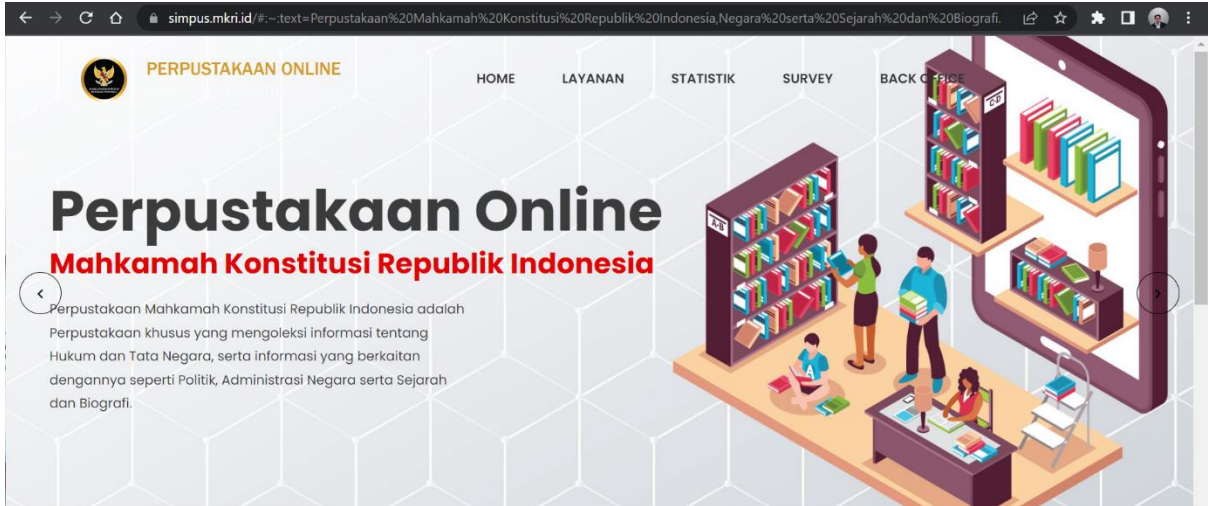 simpus.mkri.id/#:~:text=Perpustakaan%20Mahkamah%20Konstitusi%20Republik%20Indonesia,Negara%20serta%20Sejarah%20dan%20Biografi.
PERPUSTAKAAN ONLINE
HOME LAYANAN STATISTIK SURVEY BACK OFFICE
C-D
A-B
Perpustakaan Online
Mahkamah Konstitusi Republik Indonesia
Perpustakaan Mahkamah Konstitusi Republik Indonesia adalah
Perpustakaan khusus yang mengoleksi informasi tentang
Hukum dan Tata Negara, serta informasi yang berkaitan
dengannya seperti Politik, Administrasi Negara serta Sejarah
dan Biografi.
A